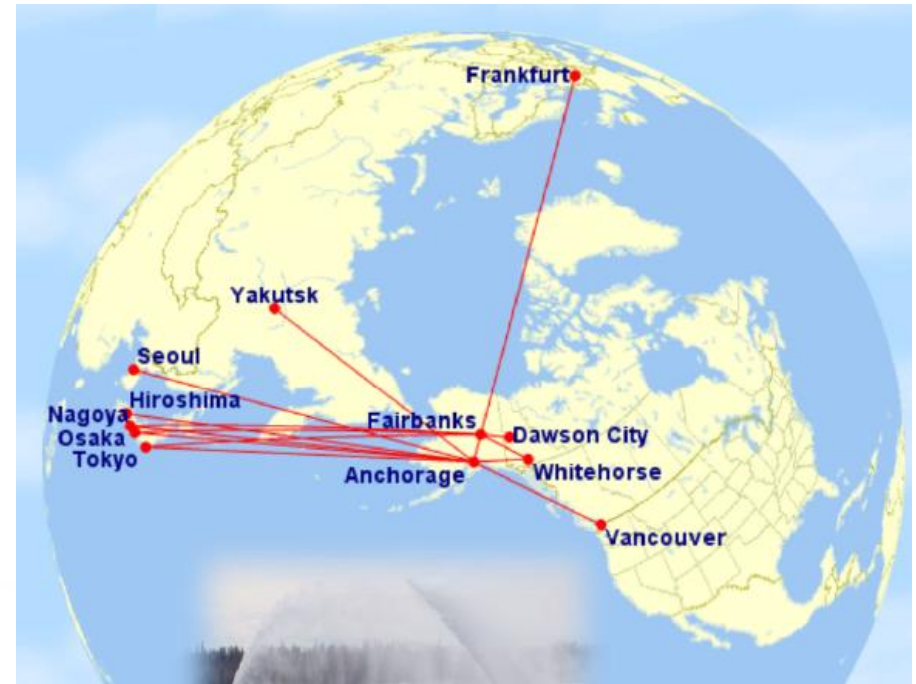 Frankfurt
Yakutsk
Seoul
Hiroshima
Nagoya
Osaka
Tokyo
Fairbanks
Dawson City
Anchorage
Whitehorse
Vancouver